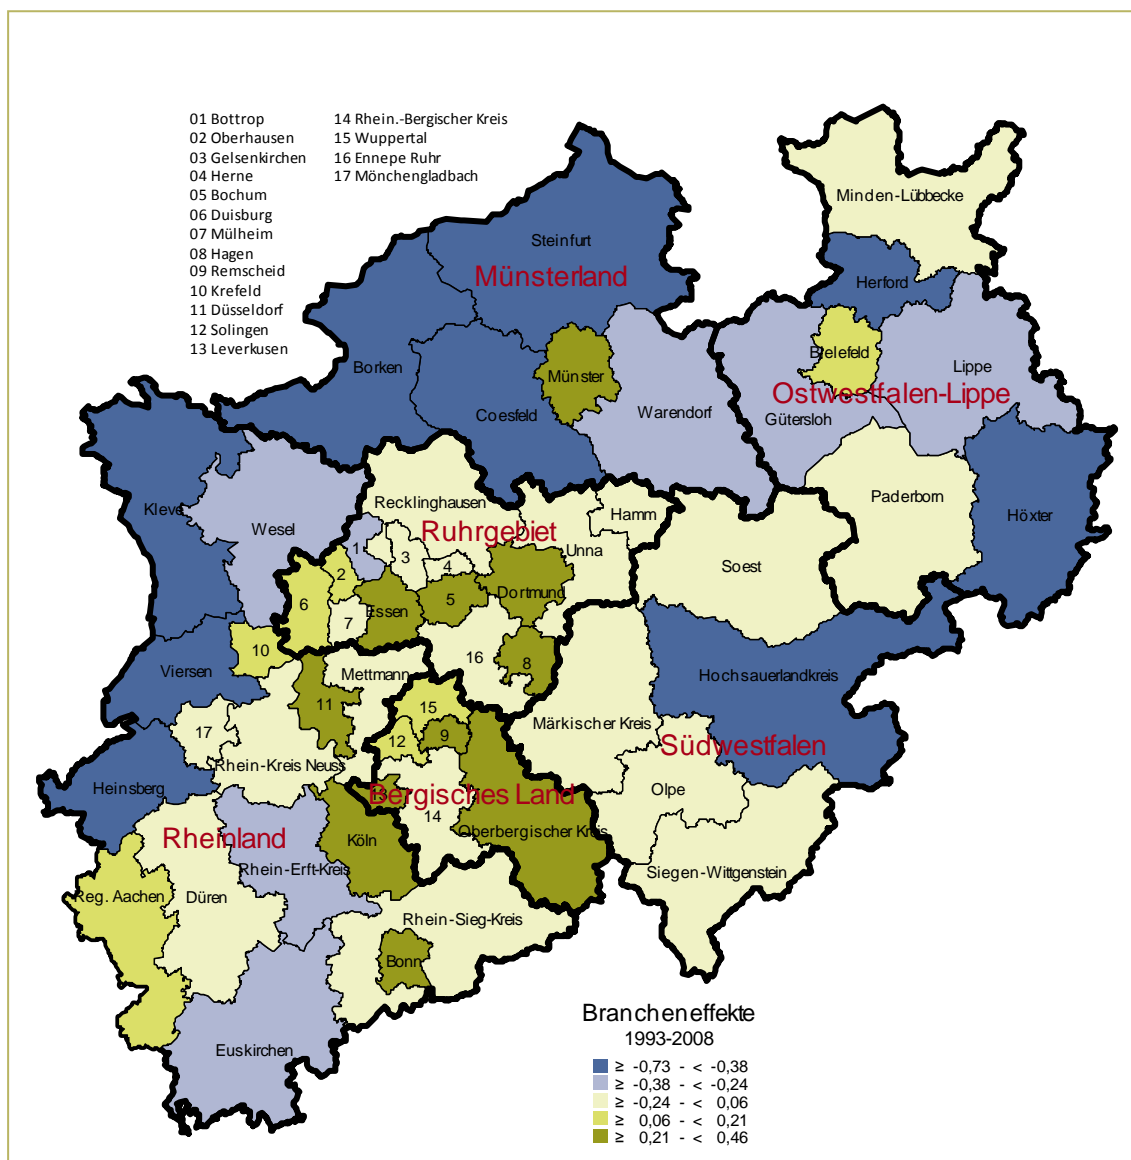 01 Bottrop
02 Oberhausen
03 Gelsenkirchen
04 Herne
05 Bochum
06 Duisburg
07 Mülheim
08 Hagen
09 Remscheid
10 Krefeld
11 Düsseldorf
12 Solingen
13 Leverkusen
14 Rhein.-Bergischer Kreis
15 Wuppertal
16 Ennepe Ruhr
17 Mönchengladbach
Minden-Lübbecke
Steinfurt
Münsterland
Herford
Bielefeld
Lippe
Borken
Münster
Ostwestfalen-Lippe
Coesfeld
Warendorf
Gütersloh
Recklinghausen
Paderborn
Kleve
Wesel
Hamm
Höxter
Ruhrgebiet
1
3
Unna
4
2
Soest
Dortmund
6
Essen
5
7
10
16
8
Viersen
Mettmann
Hochsauerlandkreis
11
15
Märkischer Kreis
17
12
9
Südwestfalen
Rhein-Kreis Neuss
Heinsberg
Bergisches Land
13
Olpe
14
Rheinland
Köln
Oberbergischer Kreis
Rhein-Erft-Kreis
Siegen-Wittgenstein
Reg. Aachen
Düren
Rhein-Sieg-Kreis
Bonn
Euskirchen
Brancheneffekte
1993-2008
≥ -0,73 - < -0,38
≥ -0,38 - < -0,24
≥ -0,24 - < 0,06
≥ 0,06 - < 0,21
≥ 0,21 - < 0,46